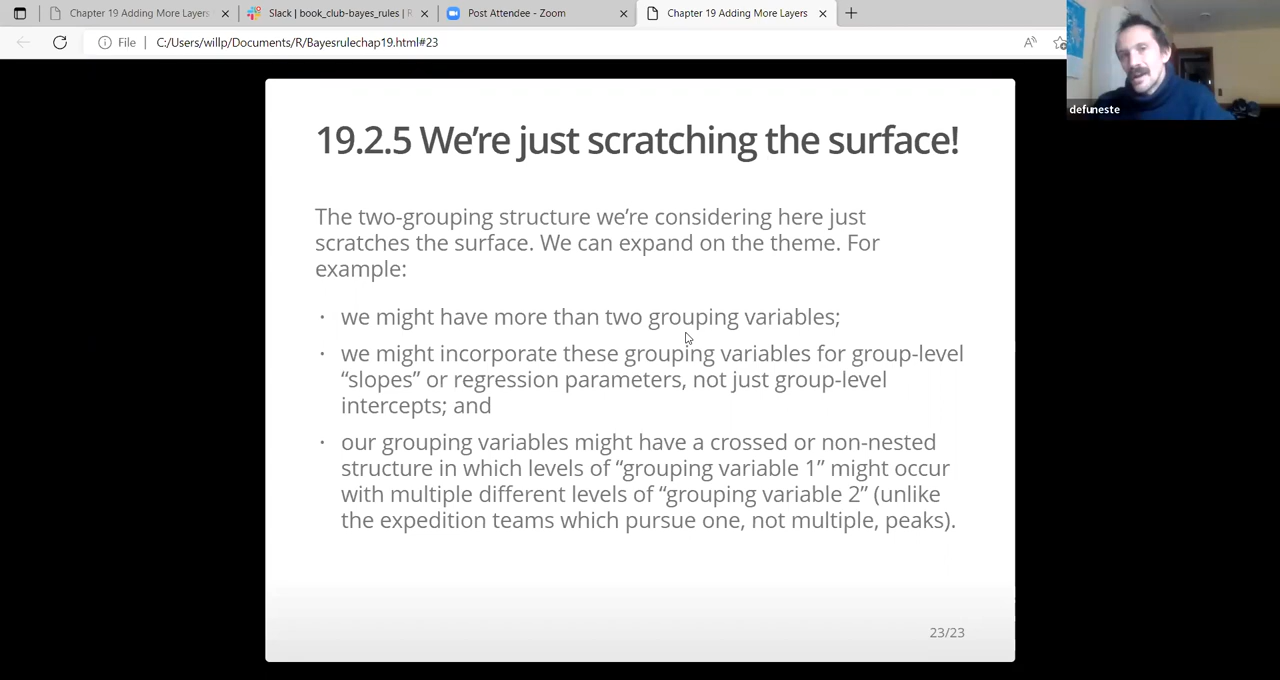 Chapter 19 Adding More Layers
Slack | book_club-bayes_rules | R
Post Attendee - Zoom
Chapter 19 Adding More Layers
File
C:/Users/willp/Documents/R/Bayesrulechap19.html#23
defuneste
19.2.5 We’re just scratching the surface!
The two-grouping structure we’re considering here just
scratches the surface. We can expand on the theme. For
example:
· we might have more than two grouping variables;
· we might incorporate these grouping variables for group-level
“slopes” or regression parameters, not just group-level
intercepts; and
· our grouping variables might have a crossed or non-nested
structure in which levels of “grouping variable 1” might occur
with multiple different levels of “grouping variable 2” (unlike
the expedition teams which pursue one, not multiple, peaks).
23/23